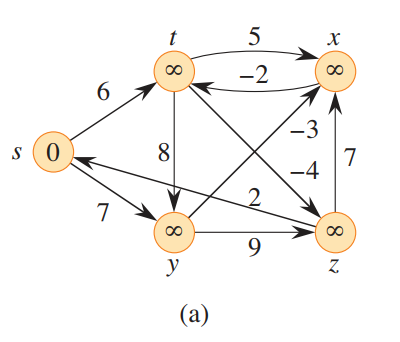 t 5 x
∞ −2 ∞
6
s 0 8 −3
−4 7
7 2
∞ 9 ∞
y z
(a)